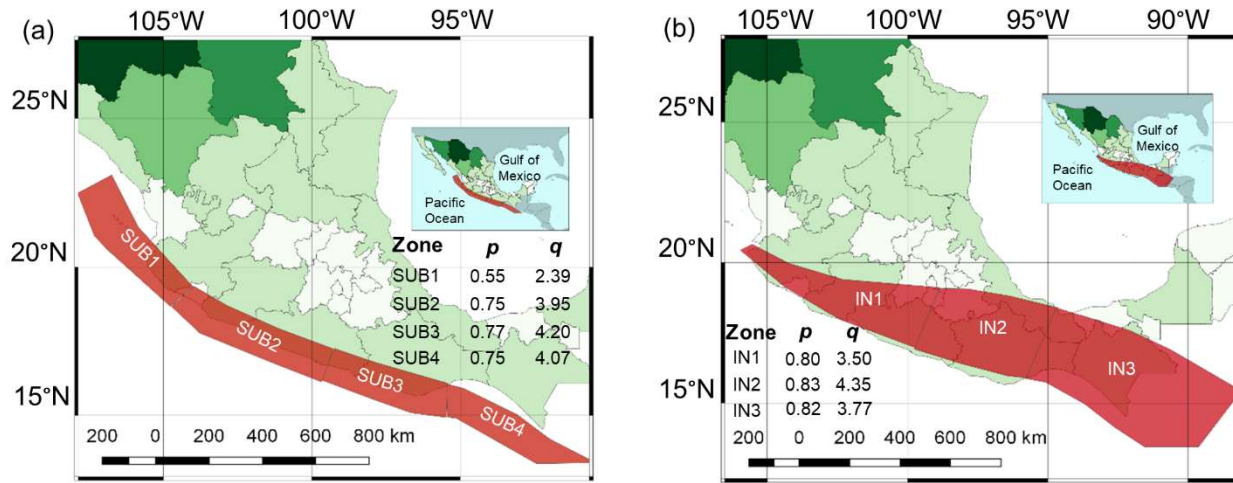 (a)
105°W 100°W 95°W
25°N
20°N
15°N
Gulf of
Mexico
Pacific
Ocean
Zone p q
SUB1 0.55 2.39
SUB2 0.75 3.95
SUB3 0.77 4.20
SUB4 0.75 4.07
SUB1
SUB2
SUB3
SUB4
200 0 200 400 600 800 km
(b)
105°W 100°W 95°W 90°W
25°N
20°N
15°N
Gulf of
Mexico
Pacific
Ocean
IN1
IN2
IN3
Zone p q
IN1 0.80 3.50
IN2 0.83 4.35
IN3 0.82 3.77
200 0 200 400 600 800 km